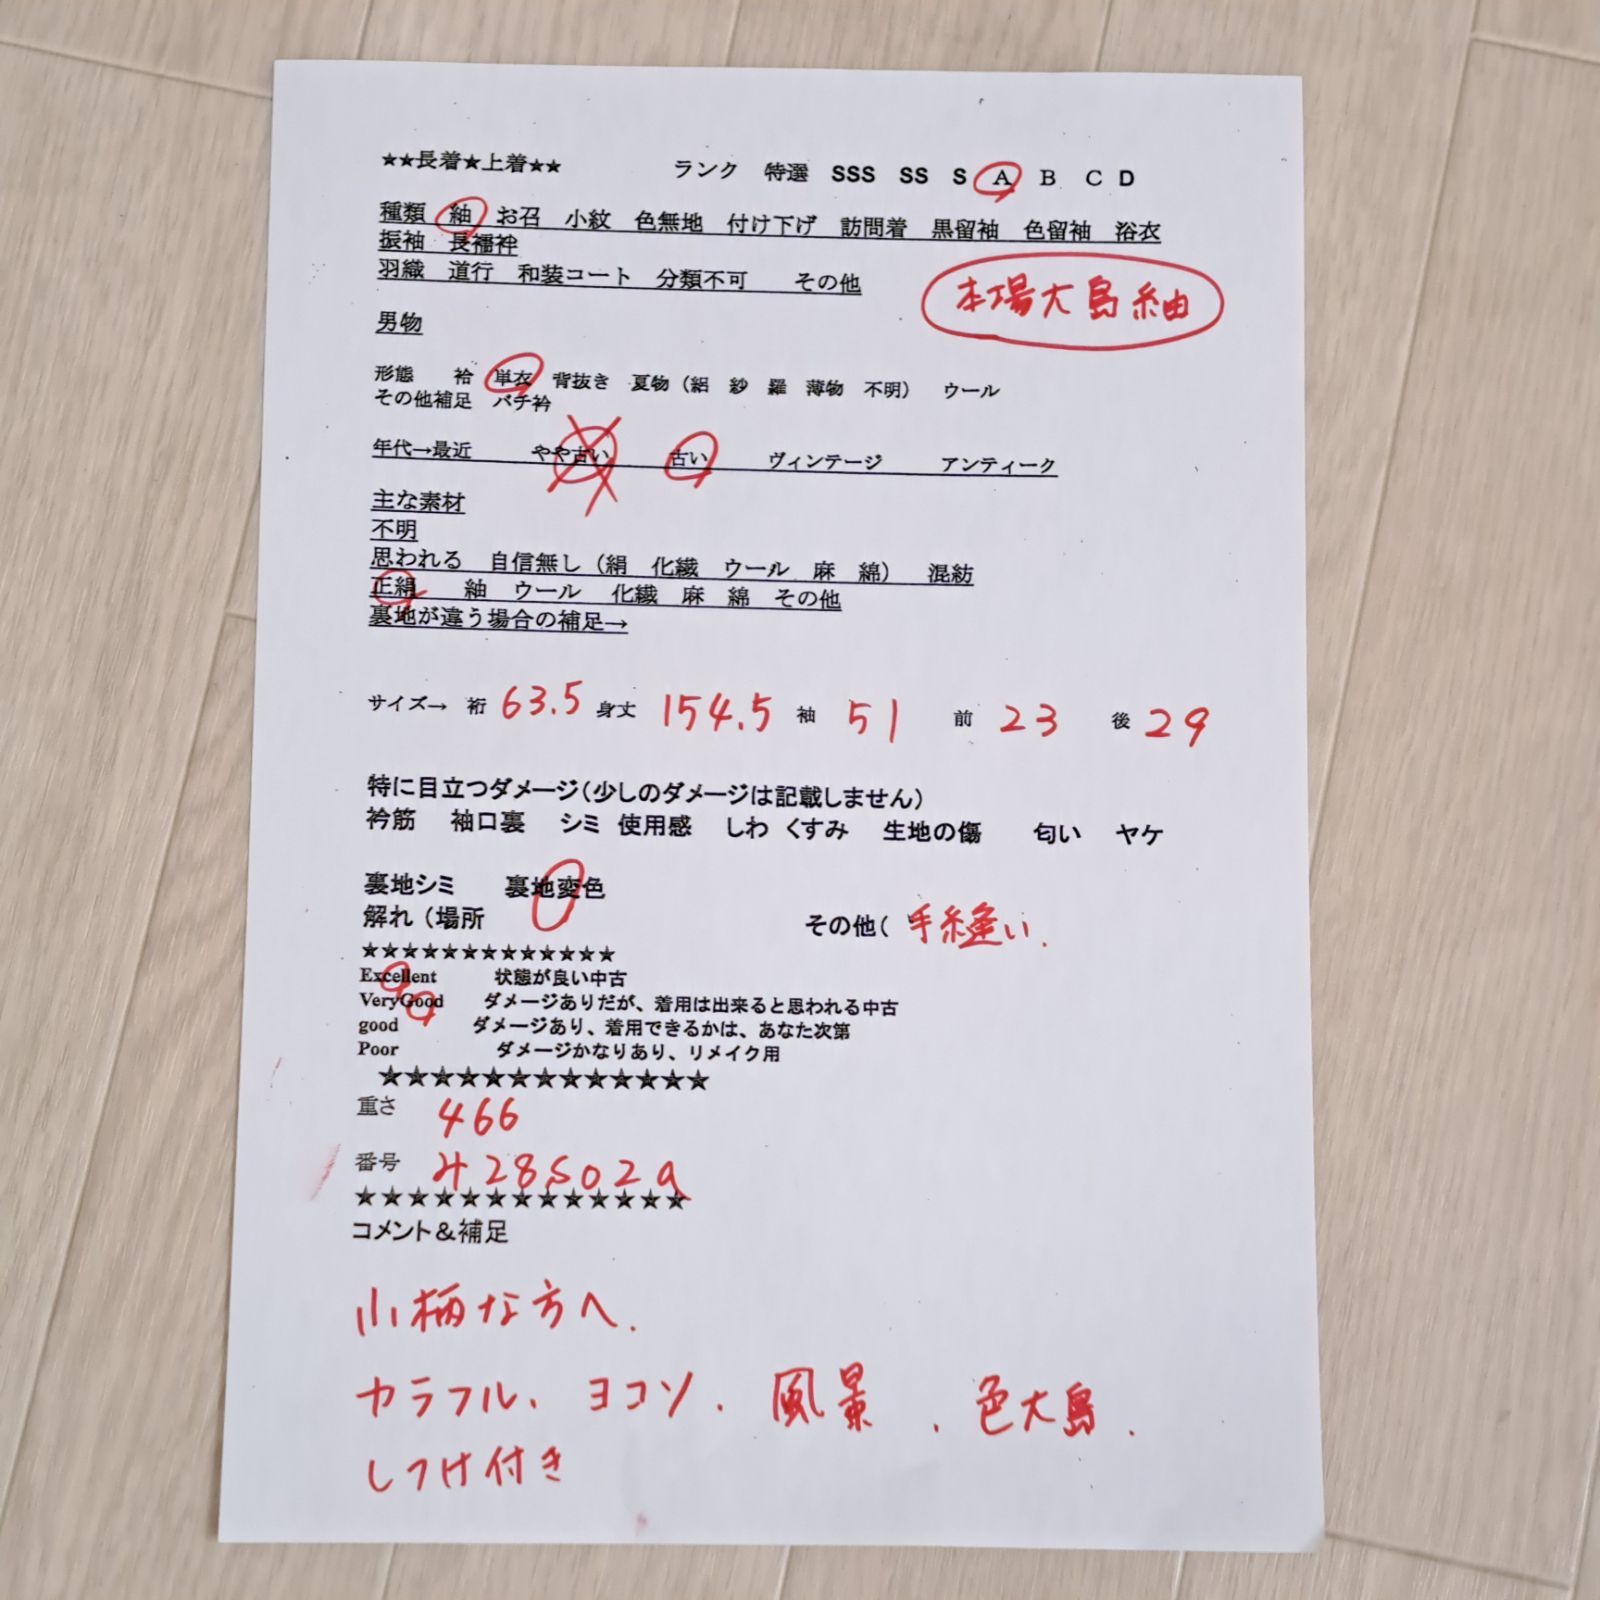 ★★長着★上着★★　ランク　特選　SSS　SS　S　A　B　C　D
種類　紬　お召　小紋　色無地　付け下げ　訪問着　黒留袖　色留袖　浴衣
振袖　長襦袢
羽織　道行　和装コート　分類不可　その他
本場大島紬
男物
形態　袷　単衣　背抜き　夏物（絽　紗　羅　薄物　不明）　ウール
その他補足　バチ衿
年代→最近　やや古い　古い　ヴィンテージ　アンティーク
主な素材
不明
思われる　自信無し（絹　化繊　ウール　麻　綿）　混紡
正絹　紬　ウール　化繊　麻　綿　その他
裏地が違う場合の補足→
サイズ→　裄　63.5　身丈　154.5　袖　51　前　23　後　29
特に目立つダメージ（少しのダメージは記載しません）
衿筋　袖口裏　シミ　使用感　しわ　くすみ　生地の傷　匂い　ヤケ
裏地シミ　裏地変色
解れ（場所　その他（　手縫い.
★★★★★★★★★★★★★
Excellent　状態が良い中古
VeryGood　ダメージありだが、着用は出来ると思われる中古
good　ダメージあり、着用できるかは、あなた次第
Poor　ダメージかなりあり、リメイク用
★★★★★★★★★★★★★
重さ　466
番号
★★★★★★★★★★★★★
コメント＆補足
小柄な方へ.
カラフル、ヨコソ.　風景.　色大島.
しつけ付き